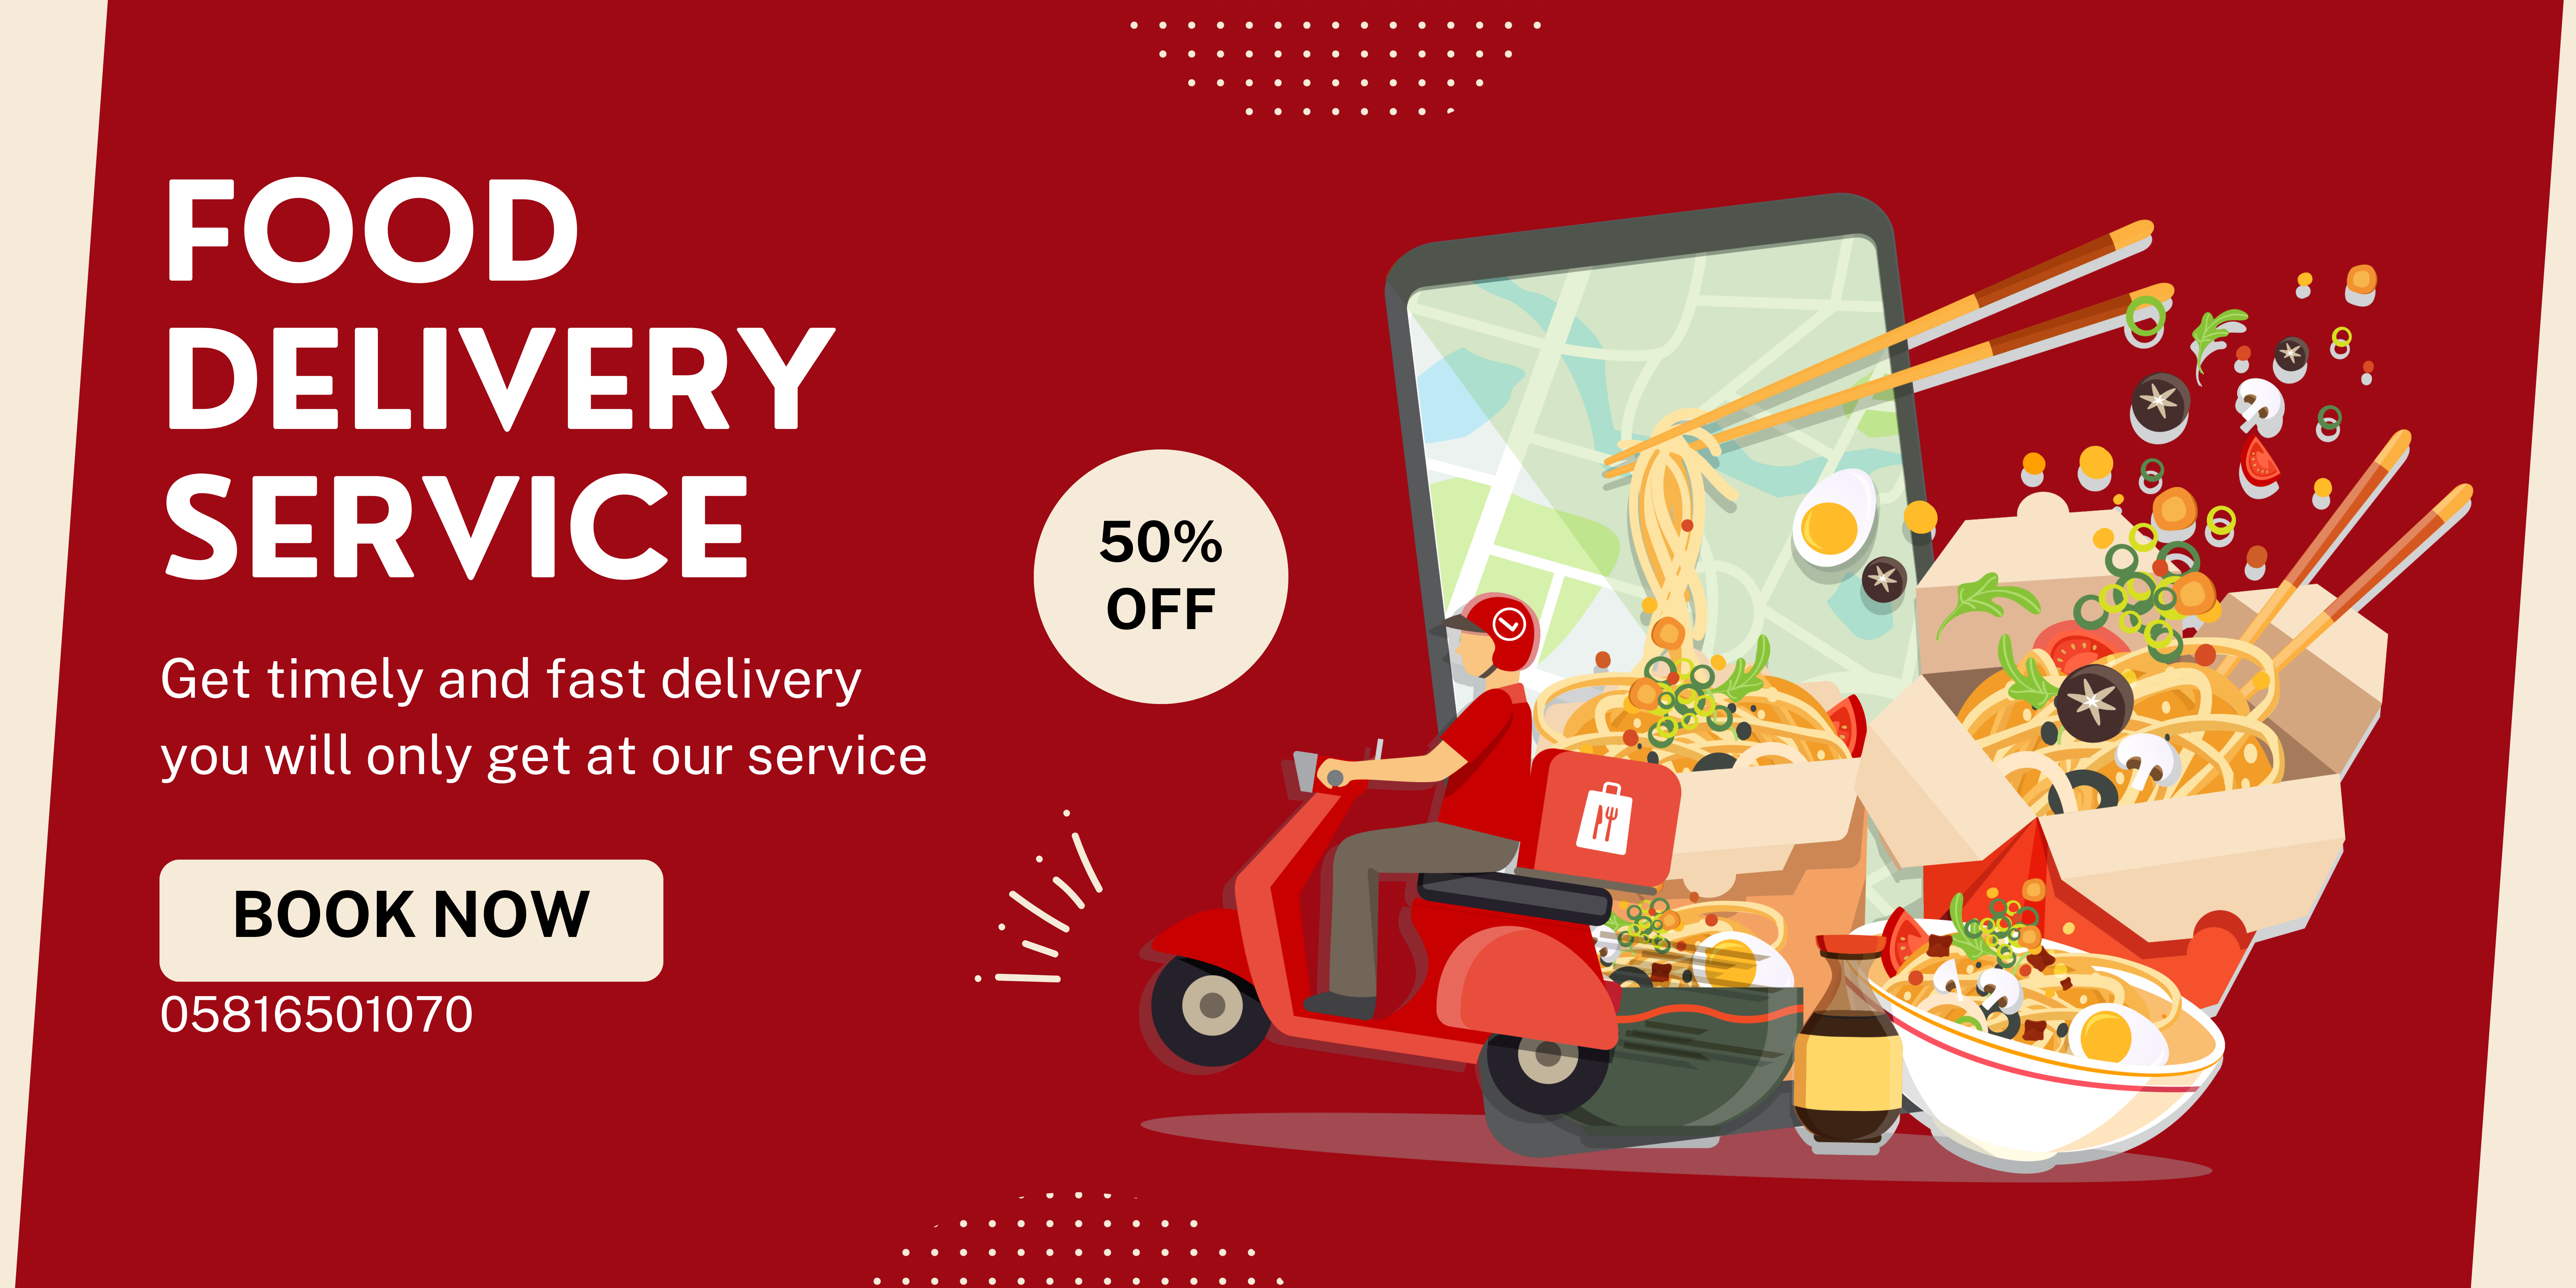 FOOD
DELIVERY
SERVICE
Get timely and fast delivery
you will only get at our service
BOOK NOW
05816501070
50%
OFF